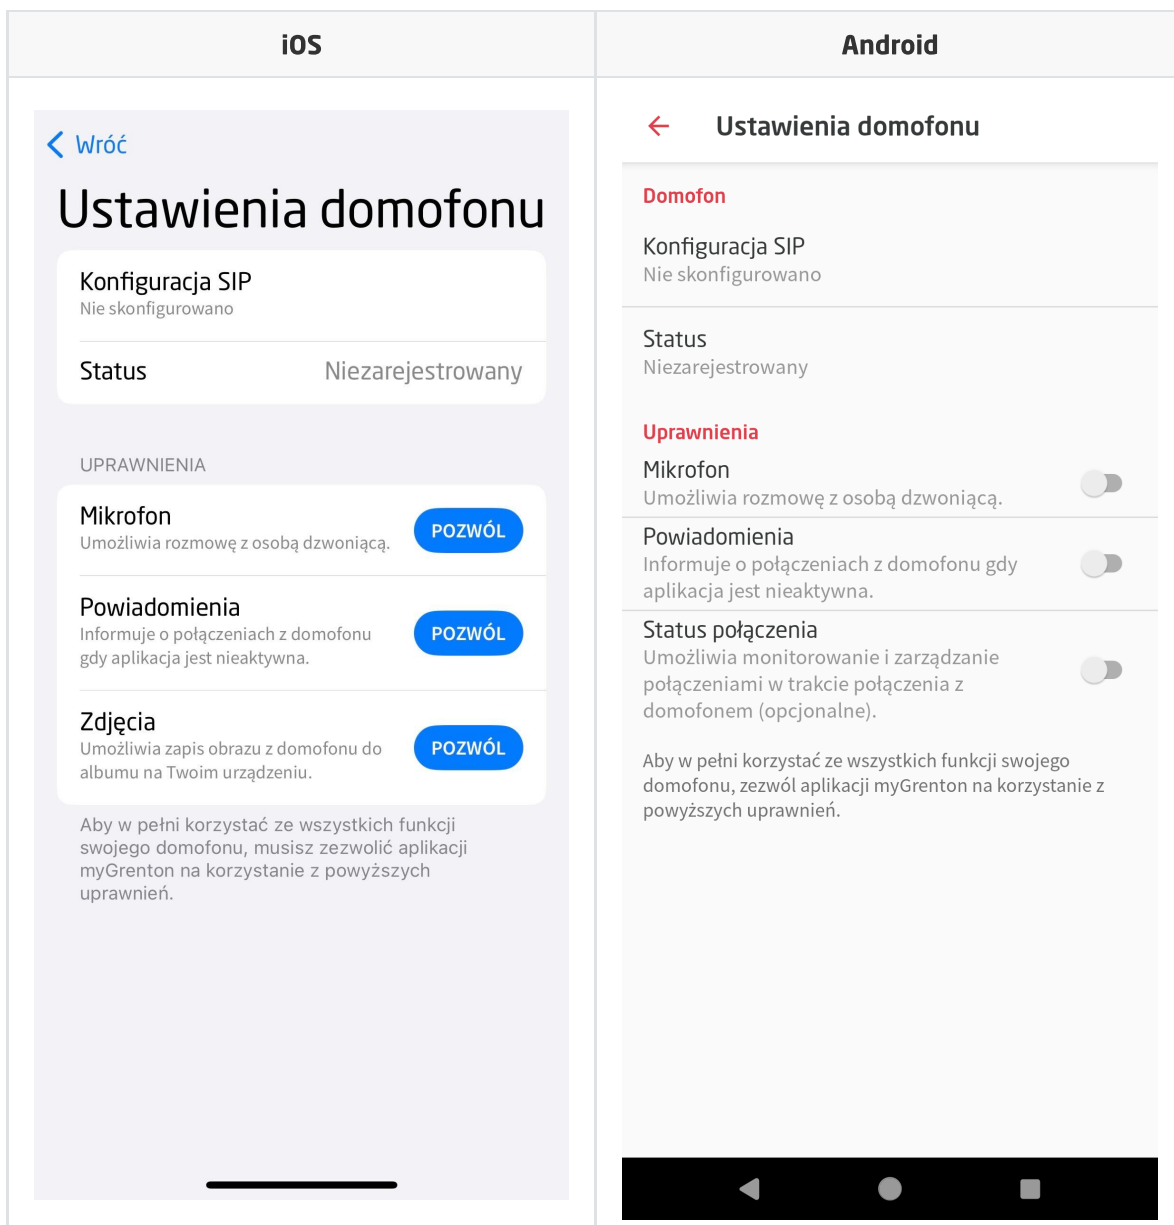 iOS
Android
Wróć
Ustawienia domofonu
Konfiguracja SIP
Nie skonfigurowano
Status
Niezarejestrowany
UPRAWNIENIA
Mikrofon
Umożliwia rozmowę z osobą dzwoniącą.
POZWÓL
Powiadomienia
Informuje o połączeniach z domofonu
gdy aplikacja jest nieaktywna.
POZWÓL
Zdjęcia
Umożliwia zapis obrazu z domofonu do
albumu na Twoim urządzeniu.
POZWÓL
Aby w pełni korzystać ze wszystkich funkcji
swojego domofonu, musisz zezwolić aplikacji
myGrenton na korzystanie z powyższych
uprawnień.
Ustawienia domofonu
Domofon
Konfiguracja SIP
Nie skonfigurowano
Status
Niezarejestrowany
Uprawnienia
Mikrofon
Umożliwia rozmowę z osobą dzwoniącą.
Powiadomienia
Informuje o połączeniach z domofonu gdy
aplikacja jest nieaktywna.
Status połączenia
Umożliwia monitorowanie i zarządzanie
połączeniami w trakcie połączenia z
domofonem (opcjonalne).
Aby w pełni korzystać ze wszystkich funkcji swojego
domofonu, zezwól aplikacji myGrenton na korzystanie z
powyższych uprawnień.